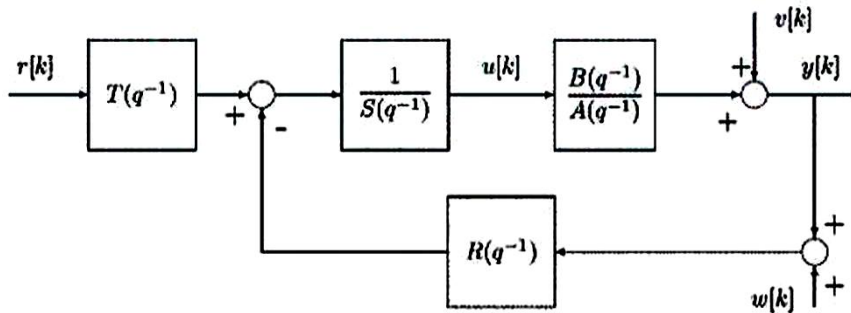 v[k]
r[k]
T(q⁻¹)
+
-
1
S(q⁻¹)
u[k]
B(q⁻¹)
A(q⁻¹)
+
+
y[k]
R(q⁻¹)
+
+
w[k]